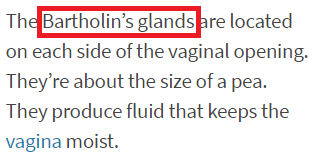 The Bartholin’s glands are located
on each side of the vaginal opening.
They’re about the size of a pea.
They produce fluid that keeps the
vagina moist.